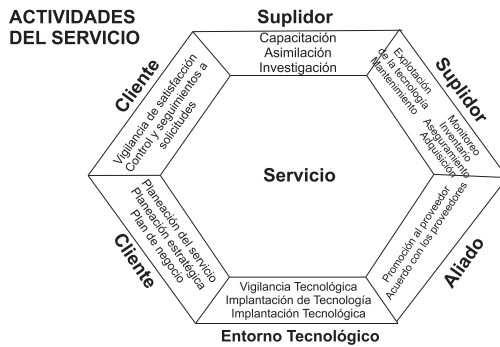 ACTIVIDADES
DEL SERVICIO
Suplidor
Capacitación
Asimilación
Investigación
Suplidor
Explotación
de la tecnología
Mantenimiento
Monitoreo
Inventario
Aseguramiento
Adquisición
Cliente
Vigilancia de satisfacción
Control y seguimientos a
solicitudes
Servicio
Cliente
Planeación del servicio
Planeación estratégica
Plan de negocio
Promoción al proveedor
Acuerdo con los proveedores
Aliado
Vigilancia Tecnológica
Implantación de Tecnología
Implantación Tecnológica
Entorno Tecnológico